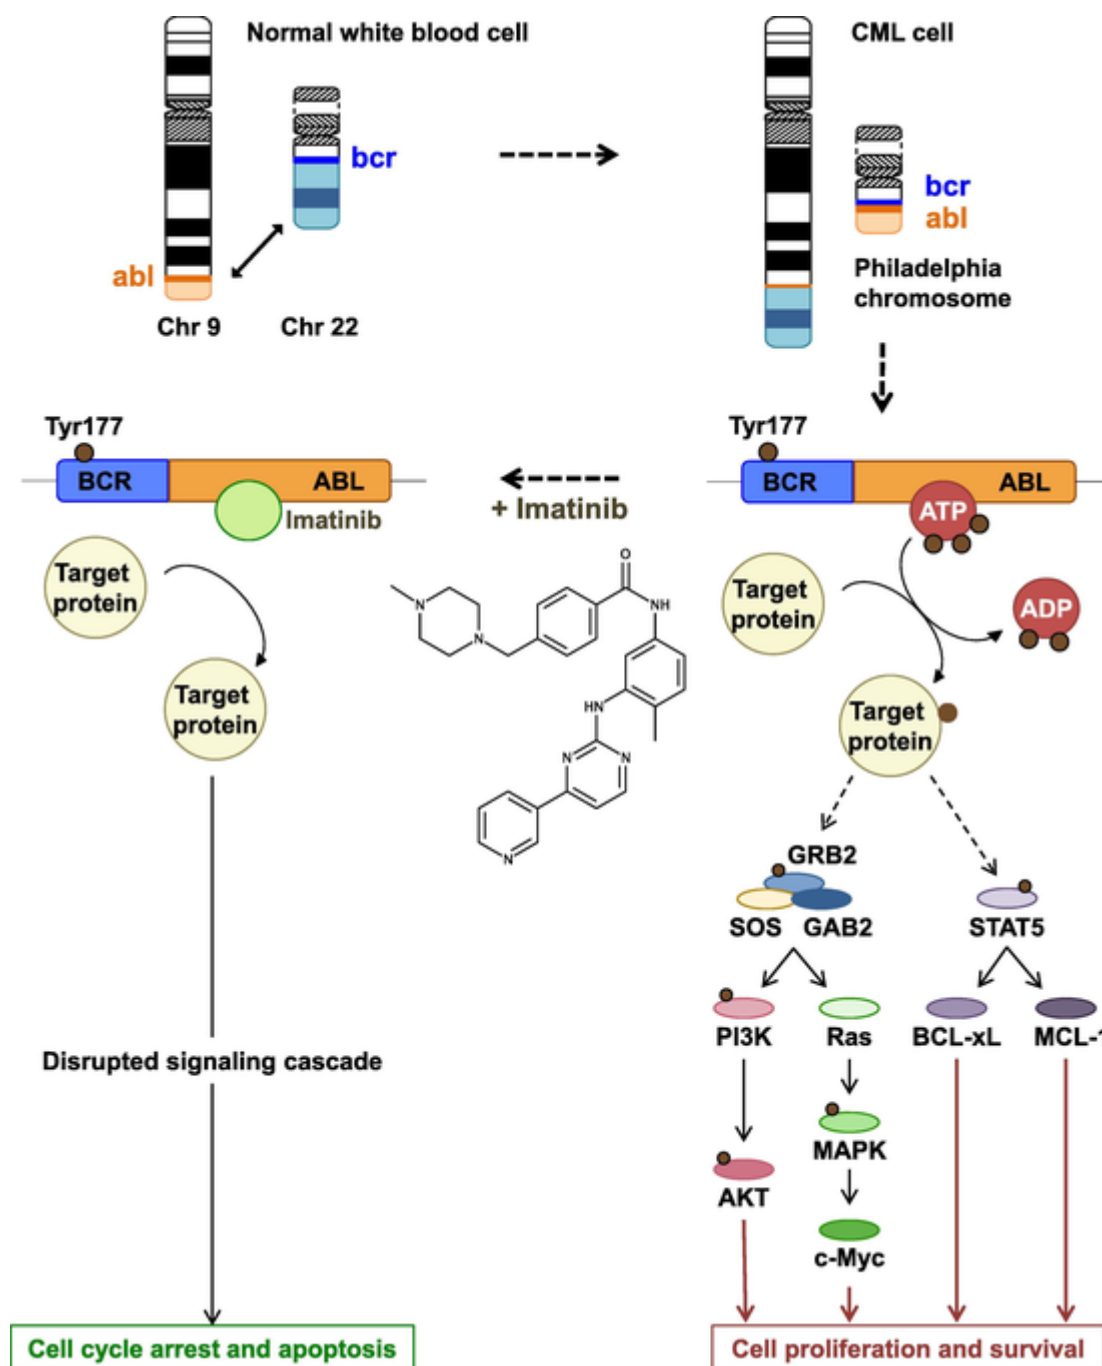 Normal white blood cell
CML cell
bcr
abl
Chr 9
Chr 22
bcr
abl
Philadelphia
chromosome
Tyr177
BCR
ABL
Imatinib
+ Imatinib
Tyr177
BCR
ABL
ATP
Target
protein
Target
protein
O
NH
N
N
HN
N
N
N
Target
protein
ADP
Target
protein
GRB2
SOS
GAB2
STAT5
PI3K
Ras
BCL-xL
MCL-1
Disrupted signaling cascade
MAPK
AKT
c-Myc
Cell cycle arrest and apoptosis
Cell proliferation and survival